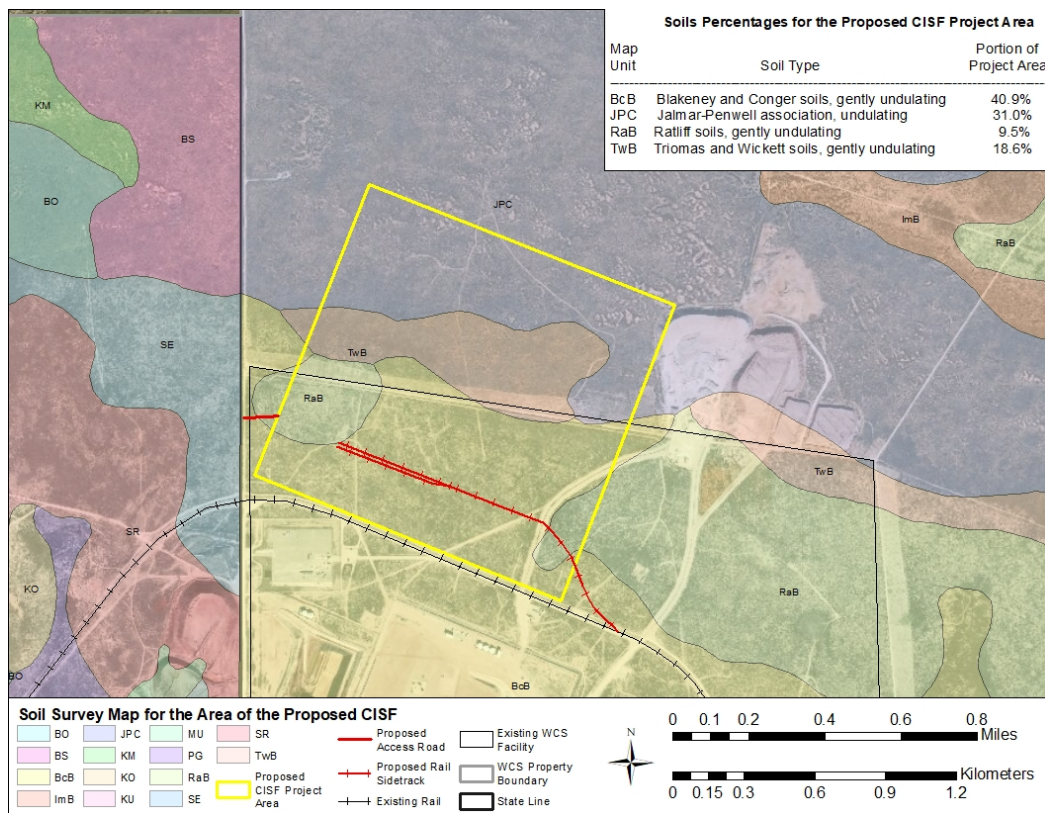 Soils Percentages for the Proposed CISF Project Area
Map
Unit
Soil Type
Portion of
Project Area
BcB Blakeney and Conger soils, gently undulating 40.9%
JPC Jalmar-Penwell association, undulating 31.0%
RaB Ratliff soils, gently undulating 9.5%
TwB Triomas and Wickett soils, gently undulating 18.6%
KM
BS
BO
JPC
ImB
RaB
SE
TwB
RaB
TwB
SR
KO
RaB
BO
BcB
Soil Survey Map for the Area of the Proposed CISF
BO
BS
BcB
ImB
JPC
KM
KO
KU
MU
PG
RaB
SE
SR
TwB
Proposed
CISF Project
Area
Proposed
Access Road
Proposed Rail
Sidetrack
Existing Rail
Existing WCS
Facility
WCS Property
Boundary
State Line
N
0 0.1 0.2 0.4 0.6 0.8
Miles
Kilometers
0 0.15 0.3 0.6 0.9 1.2